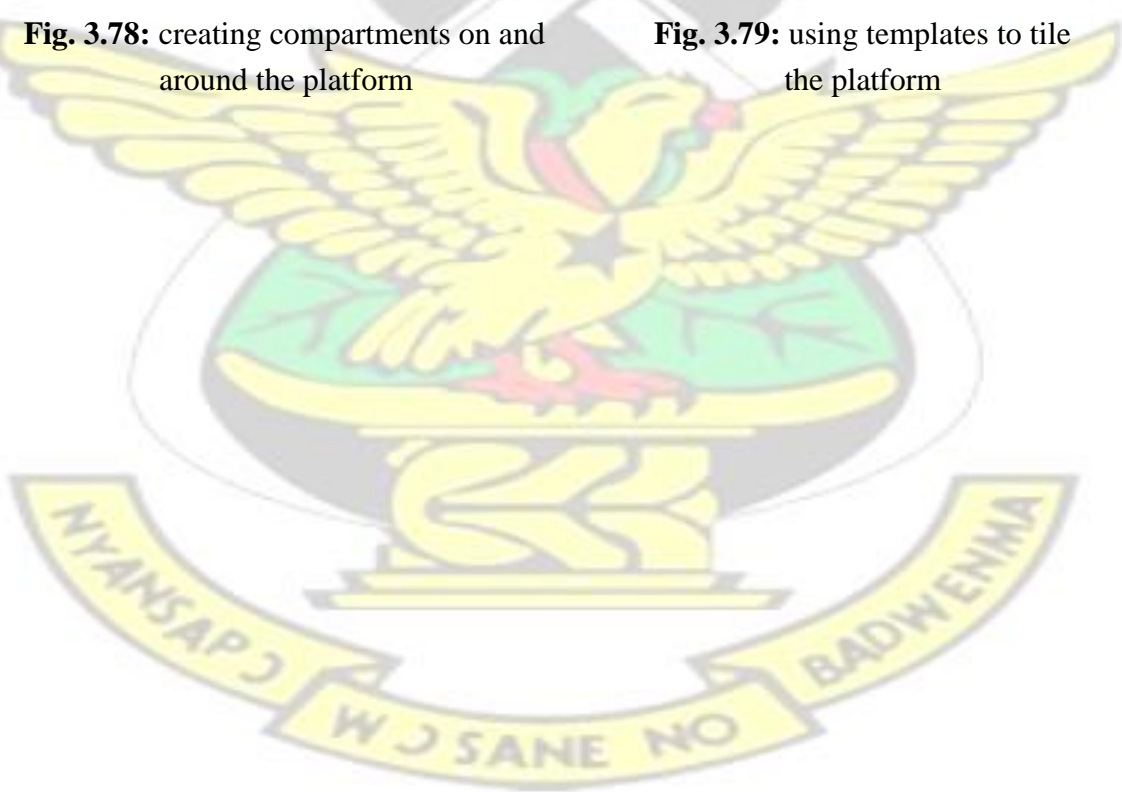 Fig. 3.78: creating compartments on and
around the platform
Fig. 3.79: using templates to tile
the platform
NYANSAPƆ
WƆSANE NO
BADWENMA